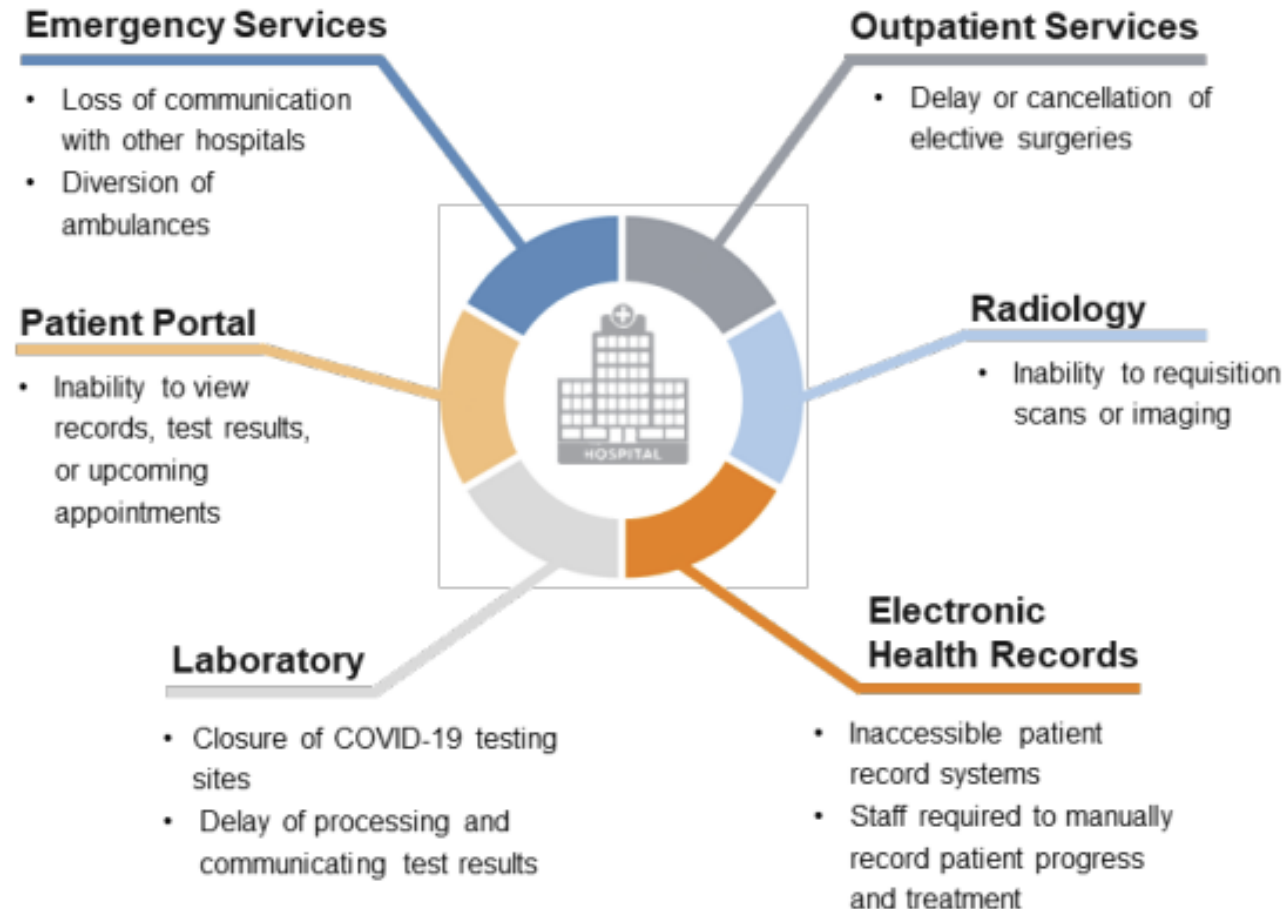 Emergency Services
• Loss of communication
with other hospitals
• Diversion of
ambulances
Outpatient Services
• Delay or cancellation of
elective surgeries
Patient Portal
• Inability to view
records, test results,
or upcoming
appointments
HOSPITAL
Radiology
• Inability to requisition
scans or imaging
Laboratory
• Closure of COVID-19 testing
sites
• Delay of processing and
communicating test results
Electronic
Health Records
• Inaccessible patient
record systems
• Staff required to manually
record patient progress
and treatment